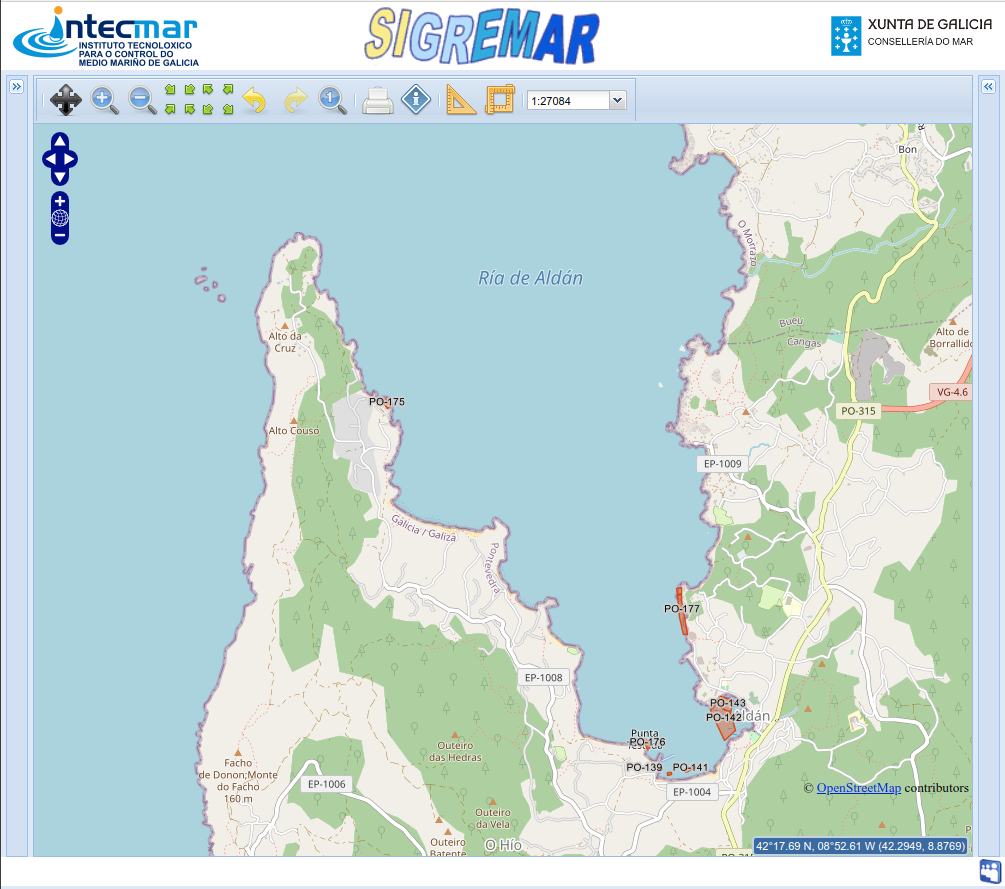 intecmar
INSTITUTO TECNOLOXICO
PARA O CONTROL DO
MEDIO MARIÑO DE GALICIA
SIGREMAR
XUNTA DE GALICIA
CONSELLERÍA DO MAR
1
1:27084
Bon
O Morrazo
Ría de Aldán
Bueu
Cangas
Alto de
Borrallido
Alto da
Cruz
VG-4.6
PO-175
PO-315
Alto Couso
EP-1009
Galicia / Galiza
Pontevedra
PO-177
EP-1008
PO-143
PO-142
Aldán
Punta
PO-176
Outeiro
das Hedras
Facho
de Donon;Monte
do Facho
160 m
PO-139
PO-141
EP-1006
EP-1004
© OpenStreetMap contributors
Outeiro
da Vela
Outeiro
Batente
O Hío
42°17.69 N, 08°52.61 W (42.2949, 8.8769)